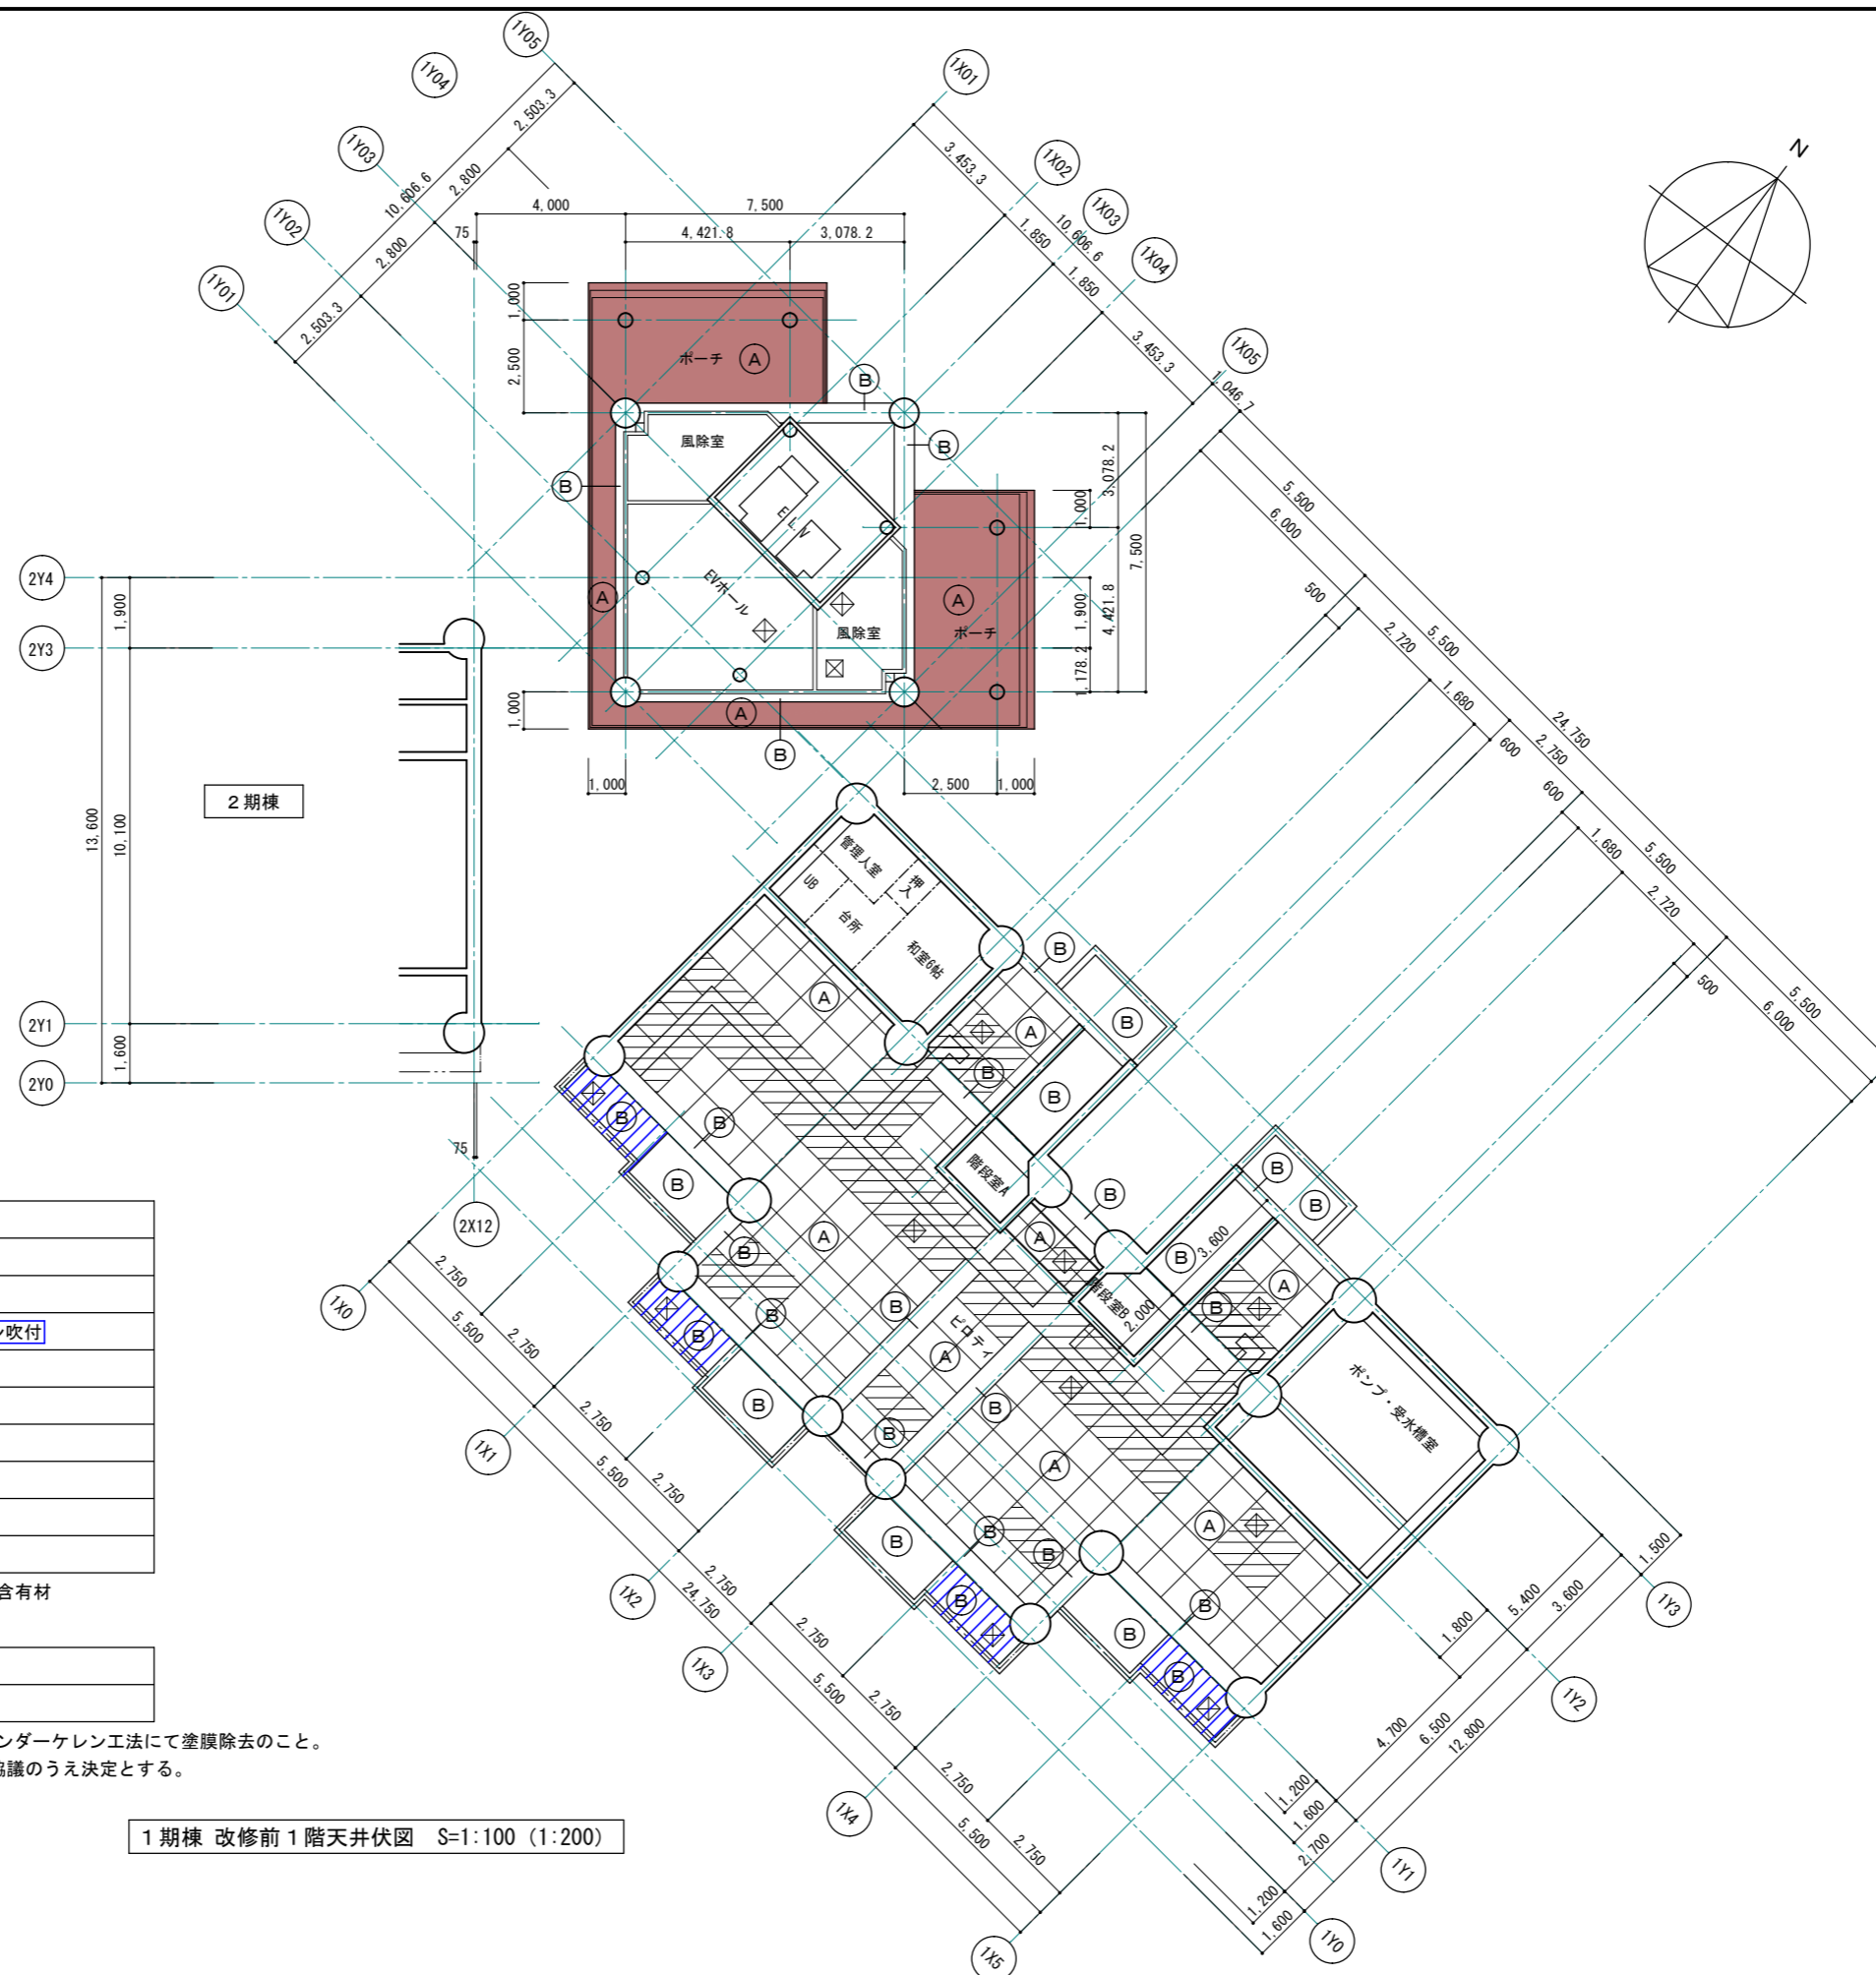 1Y05
1Y04
1Y03
1Y02
1Y01
1X01
1X02
1X03
1X04
1X05
N
2,503.3
2,800
10,606.6
2,800
2,503.3
3,453.3
1,850
10,606.6
1,850
3,453.3
1,046.7
4,000
7,500
75
4,421.8
3,078.2
1,000
2,500
ポーチ
A
B
風除室
B
B
E.L.V
EVホール
A
風除室
A
ポーチ
A
B
1,000
1,000
2,500
1,000
1,000
3,078.2
7,500
1,900
4,421.8
1,178.2
2Y4
1,900
2Y3
2期棟
13,600
10,100
2Y1
1,600
2Y0
75
2X12
5,500
6,000
500
5,500
2,720
1,680
600
24,750
2,750
600
1,680
5,500
2,720
500
5,500
6,000
管理人室
押入
UB
台所
和室6帖
A
B
A
B
B
B
B
B
B
階段室A
B
B
A
B
B
A
B
B
3,600
B
B
B
B
A
階段室B
2,000
B
A
ピロティ
A
B
B
B
A
ポンプ・受水槽室
A
B
B
B
B
B
B
B
1X0
1X1
1X2
1X3
1X4
1X5
2,750
5,500
2,750
2,750
5,500
2,750
2,750
24,750
2,750
5,500
2,750
2,750
5,500
2,750
1,500
5,400
3,600
1,800
4,700
6,500
12,800
1,200
1,600
2,700
1,200
1,600
1Y3
1Y2
1Y1
1Y0
吹付
含有材
ンダーケレン工法にて塗膜除去のこと。
協議のうえ決定とする。
1期棟 改修前1階天井伏図 S=1:100 (1:200)